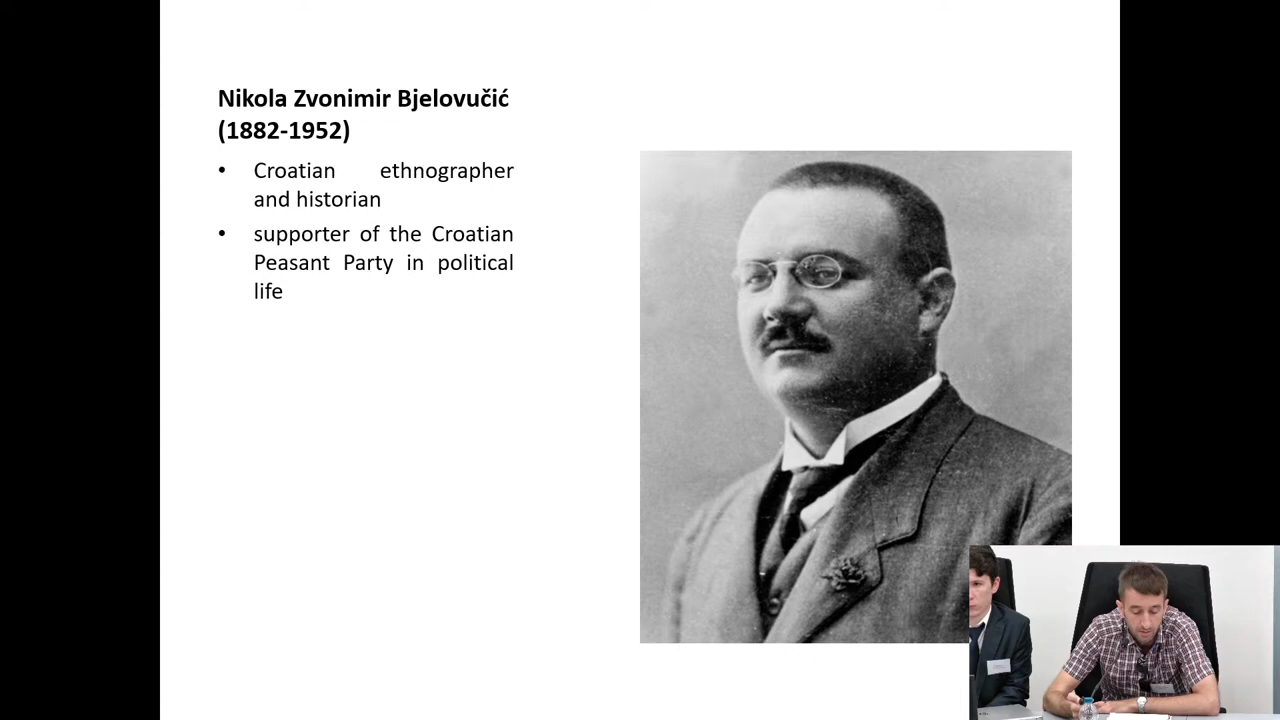 Nikola Zvonimir Bjelovučić
(1882-1952)
• Croatian ethnographer
and historian
• supporter of the Croatian
Peasant Party in political
life